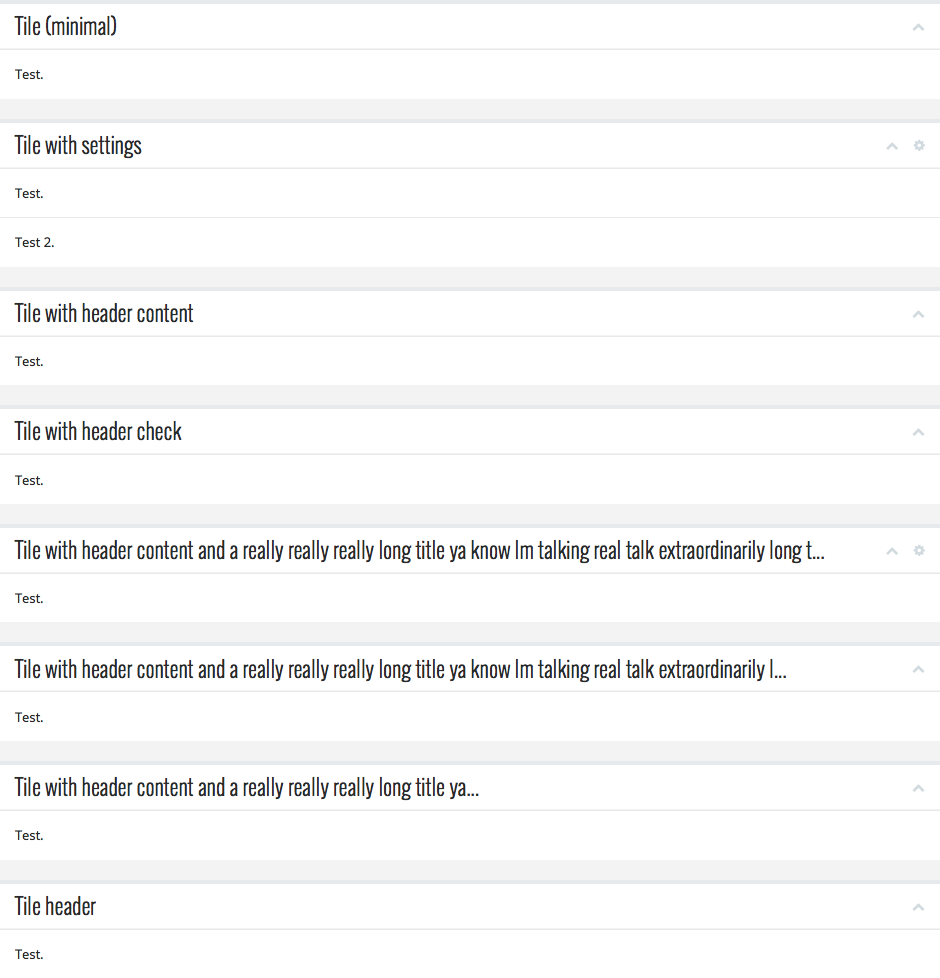 Tile (minimal)
Test.
Tile with settings
Test.
Test 2.
Tile with header content
Test.
Tile with header check
Test.
Tile with header content and a really really really long title ya know Im talking real talk extraordinarily long t...
Test.
Tile with header content and a really really really long title ya know Im talking real talk extraordinarily l...
Test.
Tile with header content and a really really really long title ya...
Test.
Tile header
Test.